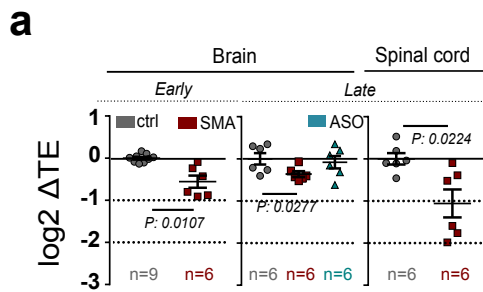 a
Brain
Spinal cord
Early
Late
ctrl
SMA
ASO
log2 ΔTE
1
0
-1
-2
-3
P: 0.0107
P: 0.0277
P: 0.0224
n=9
n=6
n=6
n=6
n=6
n=6
n=6